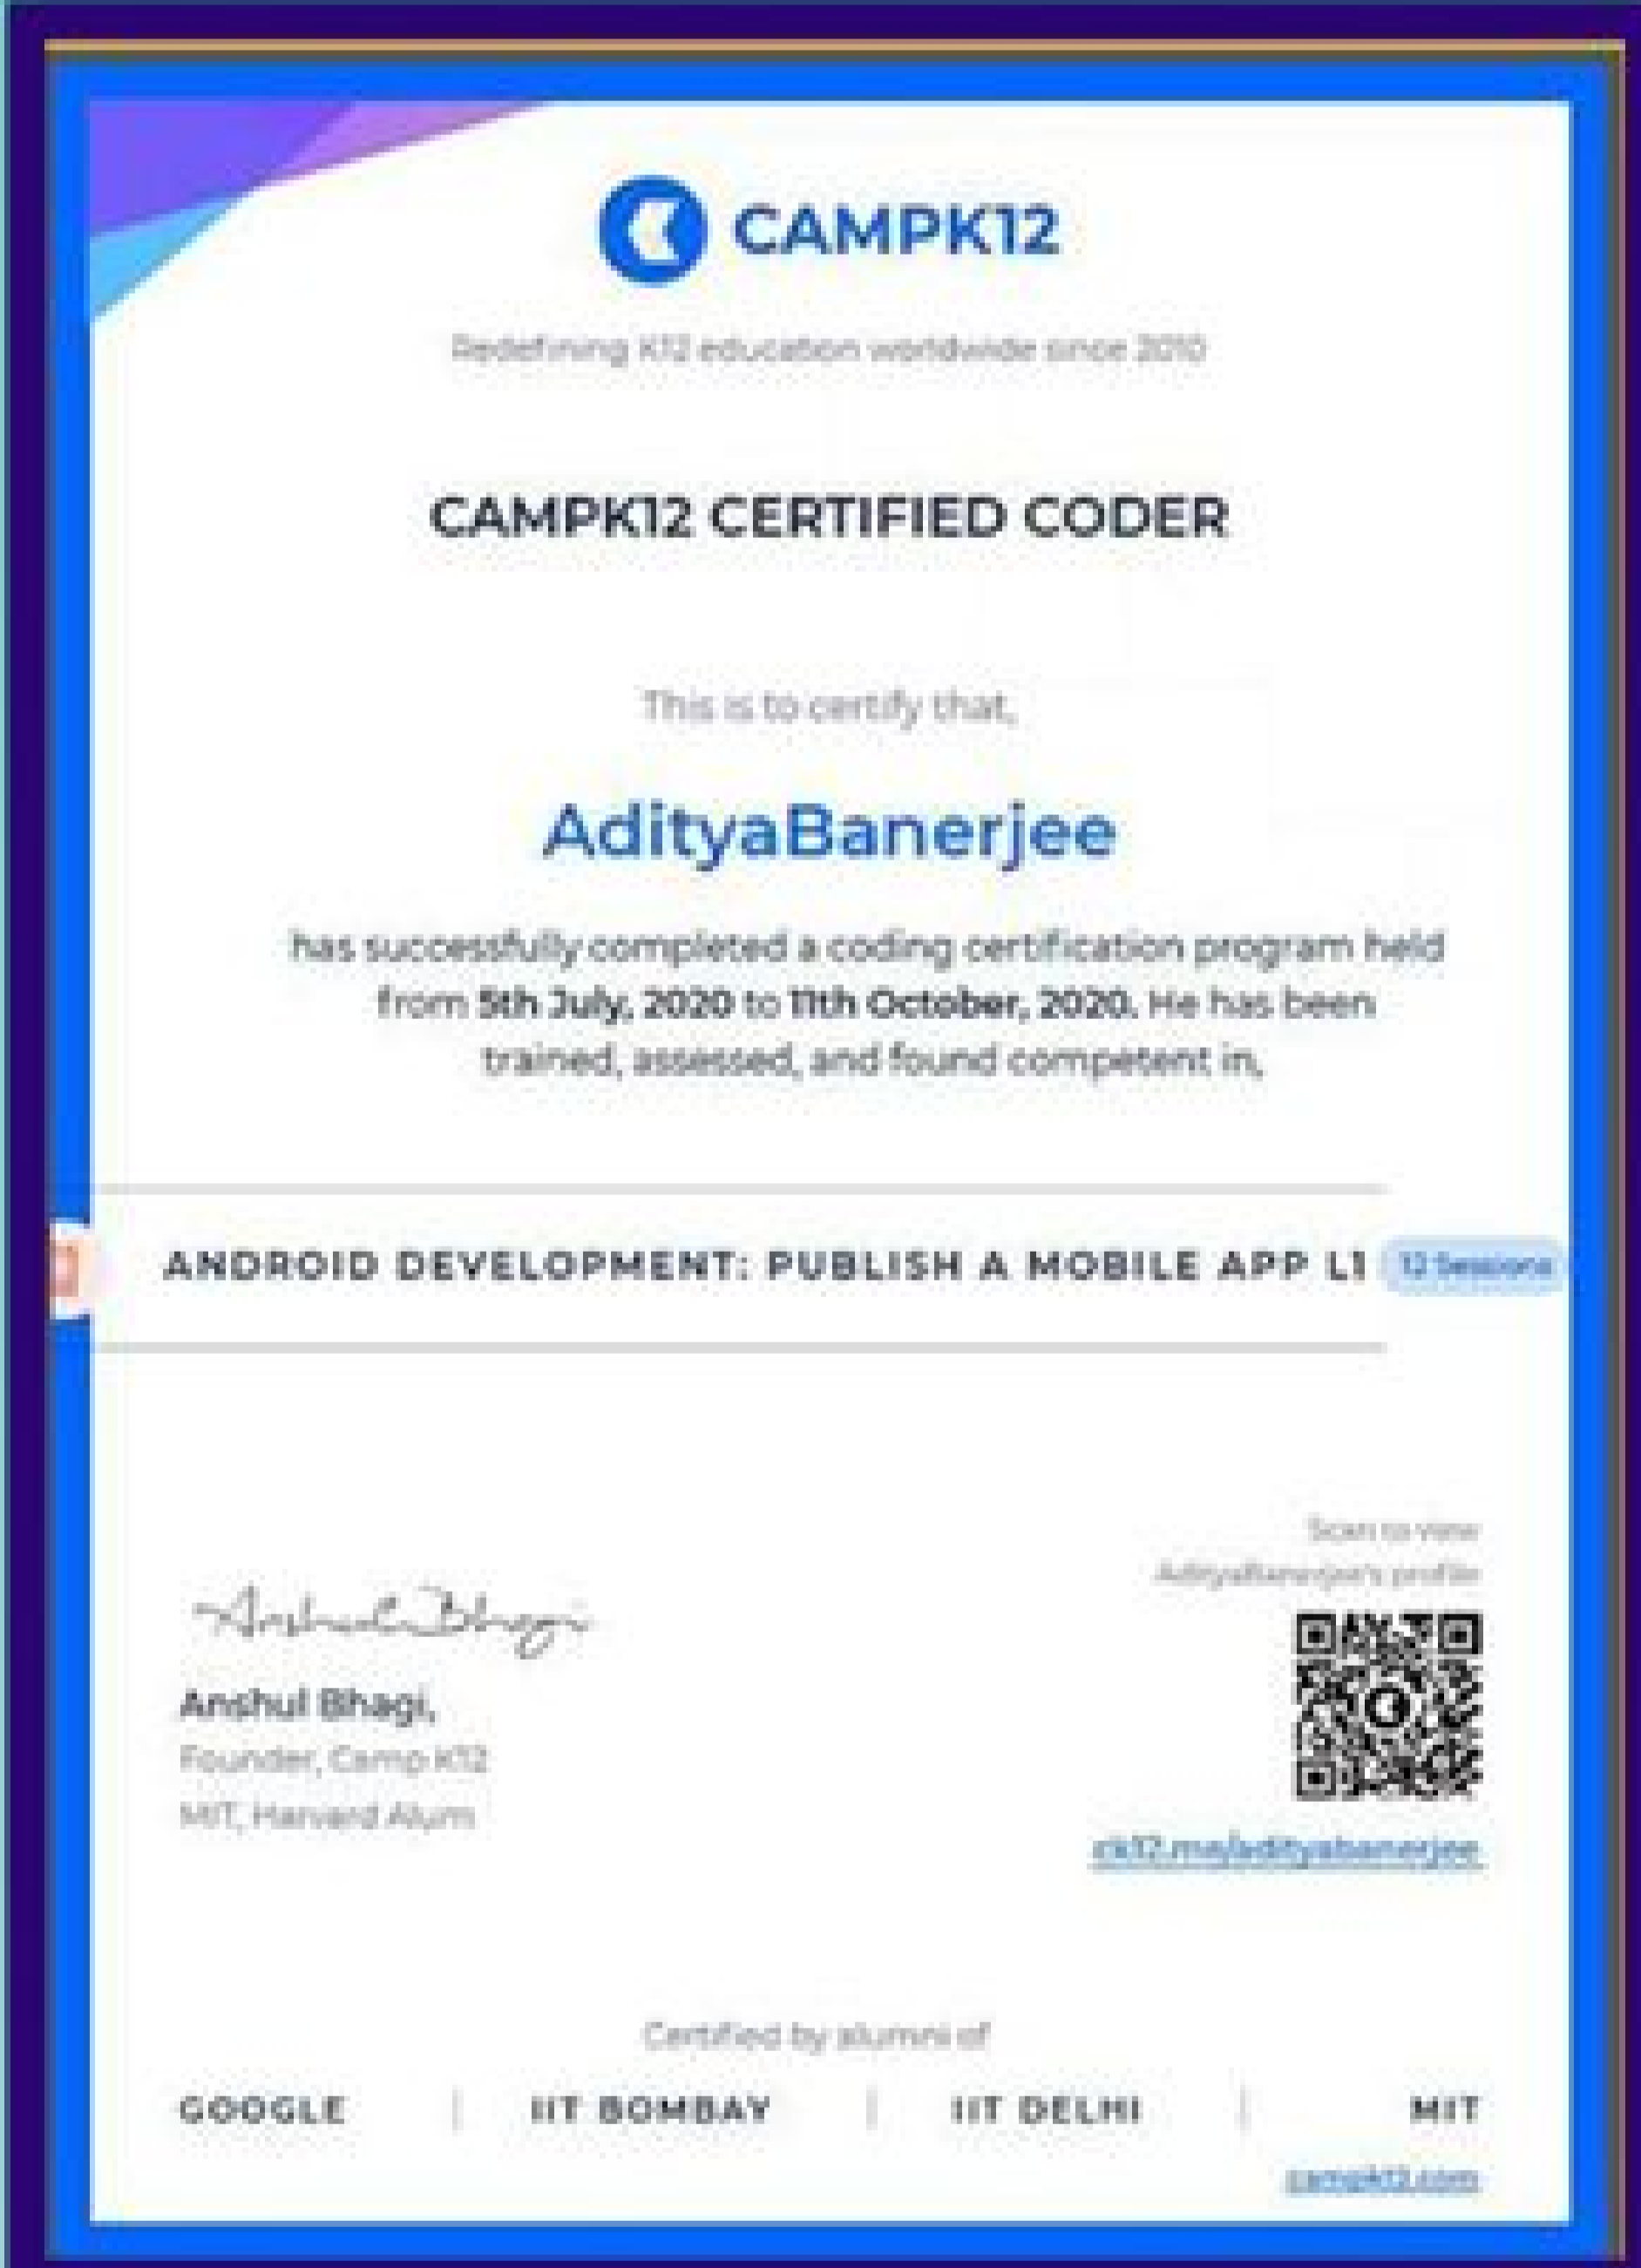 CAMPK12
Redefining K12 education worldwide since 2010
CAMPK12 CERTIFIED CODER
This is to certify that,
AdityaBanerjee
has successfully completed a coding certification program held
from 5th July, 2020 to 11th October, 2020. He has been
trained, assessed, and found competent in,
ANDROID DEVELOPMENT: PUBLISH A MOBILE APP L1 12 Sessions
Scan to view
AdityaBanerjee's profile
Anshul Bhagi
Anshul Bhagi,
Founder, Camp K12
MIT, Harvard Alum
ck12.me/adityabanerjee
Certified by alumni of
GOOGLE | IIT BOMBAY | IIT DELHI | MIT
campk12.com